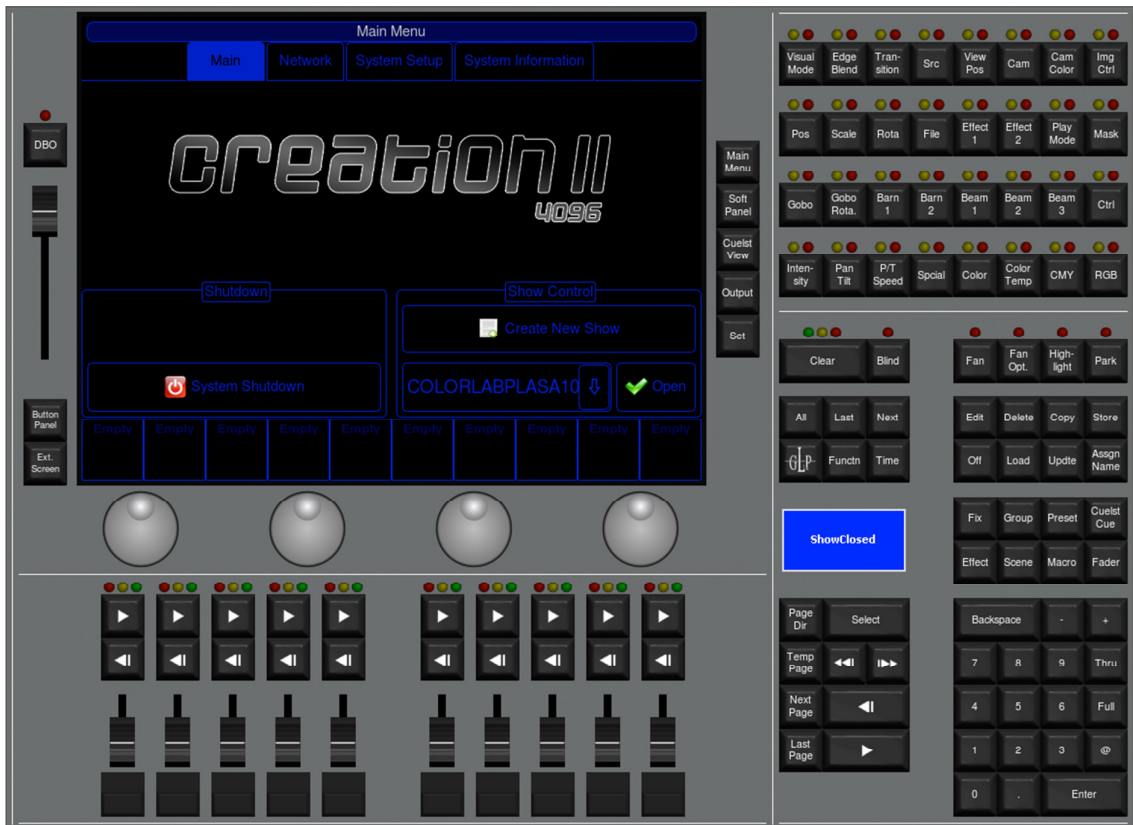 Main Menu
Main
Network
System Setup
System Information
creation II
4096
Shutdown
System Shutdown
Show Control
Create New Show
COLORLABPLASA10
Open
Empty Empty Empty Empty Empty Empty Empty Empty Empty Empty
DBO
Button
Panel
Ext.
Screen
Main
Menu
Soft
Panel
Cuelst
View
Output
Set
Visual
Mode
Edge
Blend
Tran-
sition
Src
View
Pos
Cam
Cam
Color
Img
Ctrl
Pos
Scale
Rota
File
Effect
1
Effect
2
Play
Mode
Mask
Gobo
Gobo
Rota.
Barn
1
Barn
2
Beam
1
Beam
2
Beam
3
Ctrl
Inten-
sity
Pan
Tilt
P/T
Speed
Spcial
Color
Color
Temp
CMY
RGB
Clear
Blind
Fan
Fan
Opt.
High-
light
Park
All
Last
Next
Edit
Delete
Copy
Store
GLP
Functn
Time
Off
Load
Updte
Assgn
Name
ShowClosed
Fix
Group
Preset
Cuelst
Cue
Effect
Scene
Macro
Fader
Page
Dir
Select
Backspace
-
+
Temp
Page
7
8
9
Thru
Next
Page
4
5
6
Full
Last
Page
1
2
3
@
0
.
Enter